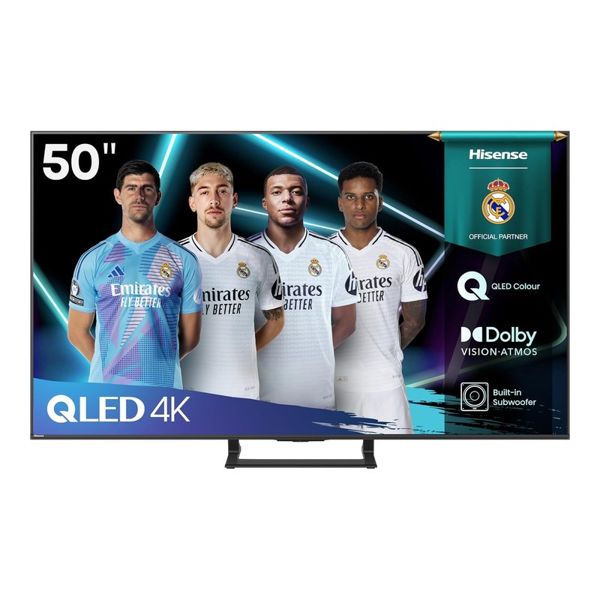 50"
Hisense
OFFICIAL PARTNER
QLED Colour
Dolby
VISION·ATMOS
Built-in
Subwoofer
Emirates
FLY BETTER
Emirates
FLY BETTER
Emirates
FLY BETTER
Emirates
FLY BETTER
QLED 4K